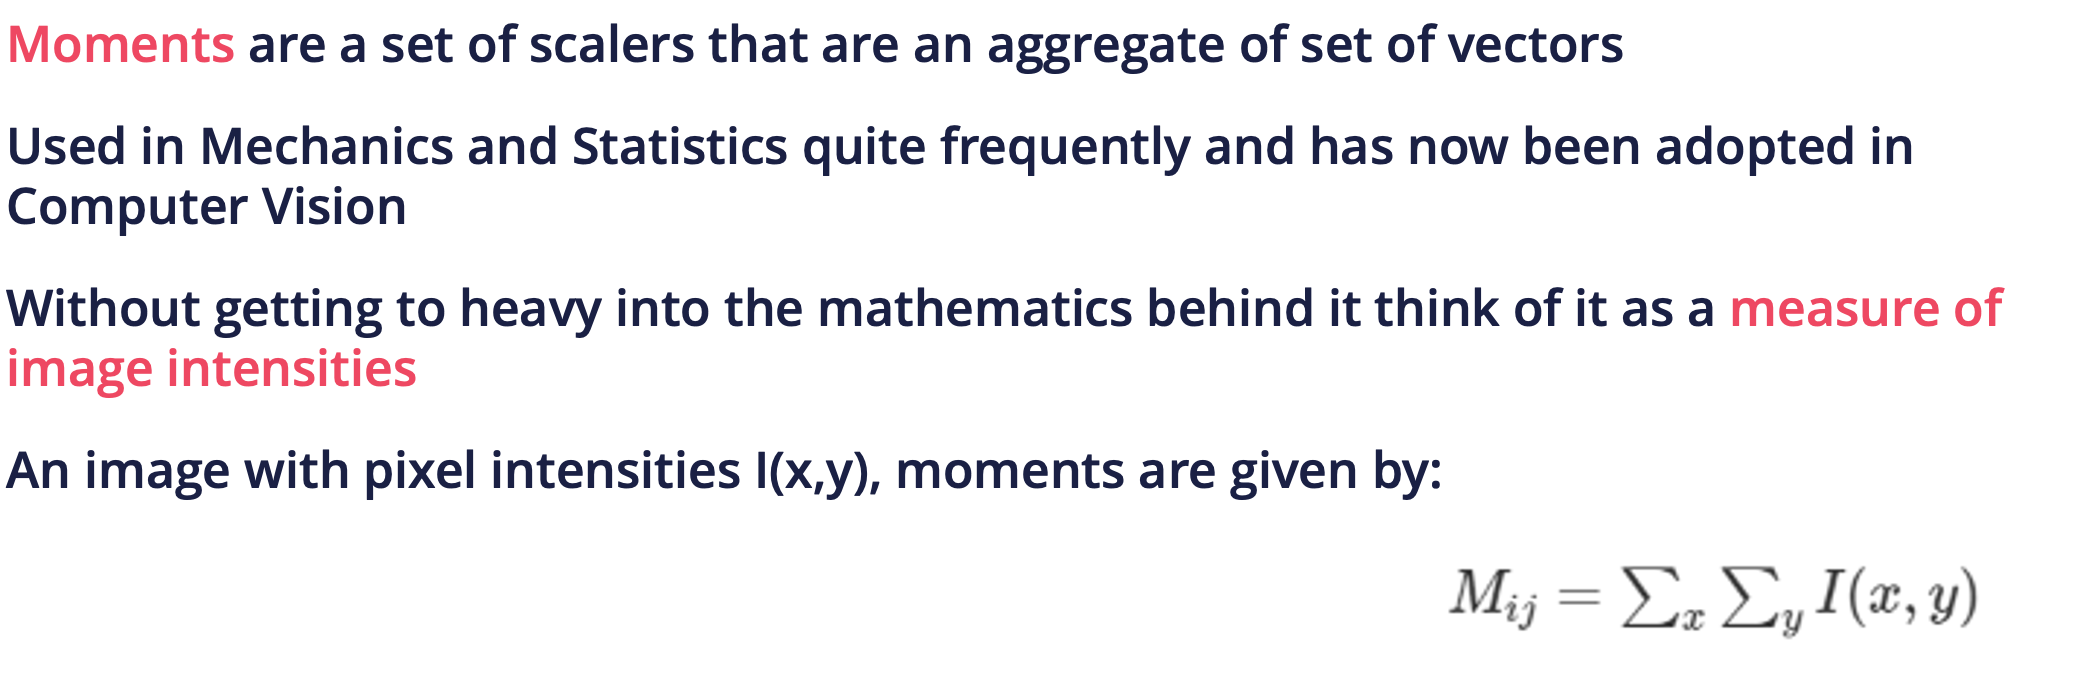 Moments are a set of scalers that are an aggregate of set of vectors
Used in Mechanics and Statistics quite frequently and has now been adopted in
Computer Vision
Without getting to heavy into the mathematics behind it think of it as a measure of
image intensities
An image with pixel intensities I(x,y), moments are given by:
M_{ij} = ∑_x ∑_y I(x, y)